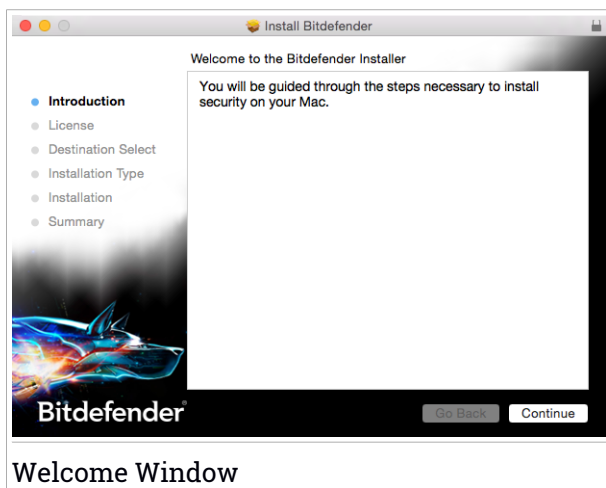 Install Bitdefender
Welcome to the Bitdefender Installer
Introduction
License
Destination Select
Installation Type
Installation
Summary
You will be guided through the steps necessary to install
security on your Mac.
Bitdefender®
Go Back
Continue
Welcome Window